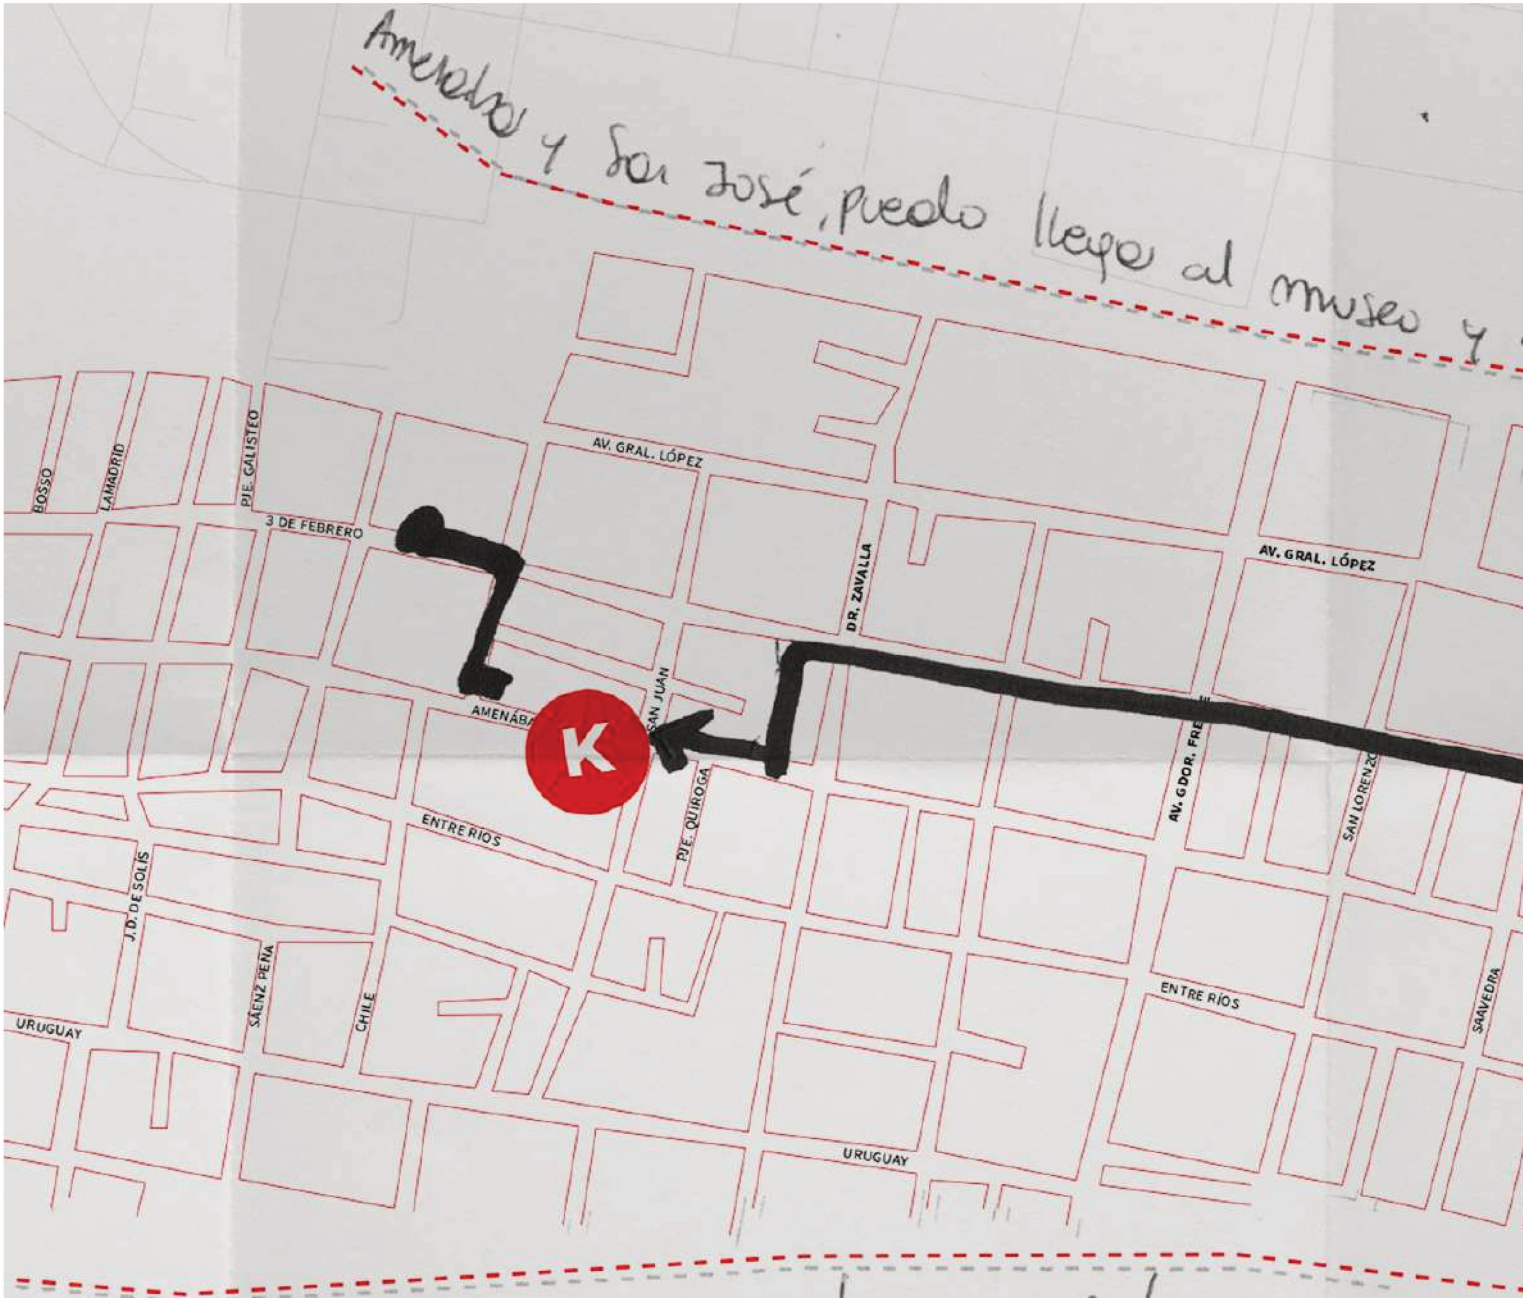 y San José, puedo llegar al museo y
AV. GRAL. LÓPEZ
PJE. GALISTEO
LAMADRID
BOSSO
3 DE FEBRERO
DR. ZAVALLA
AV. GRAL. LÓPEZ
SAN JUAN
AMENÁBA
K
AV. GDOR. FRE E
SAN LORENZO
PJE. QUIROGA
ENTRE RÍOS
J.D. DE SOLÍS
SÁENZ PEÑA
CHILE
ENTRE RÍOS
SAAVEDRA
URUGUAY
URUGUAY